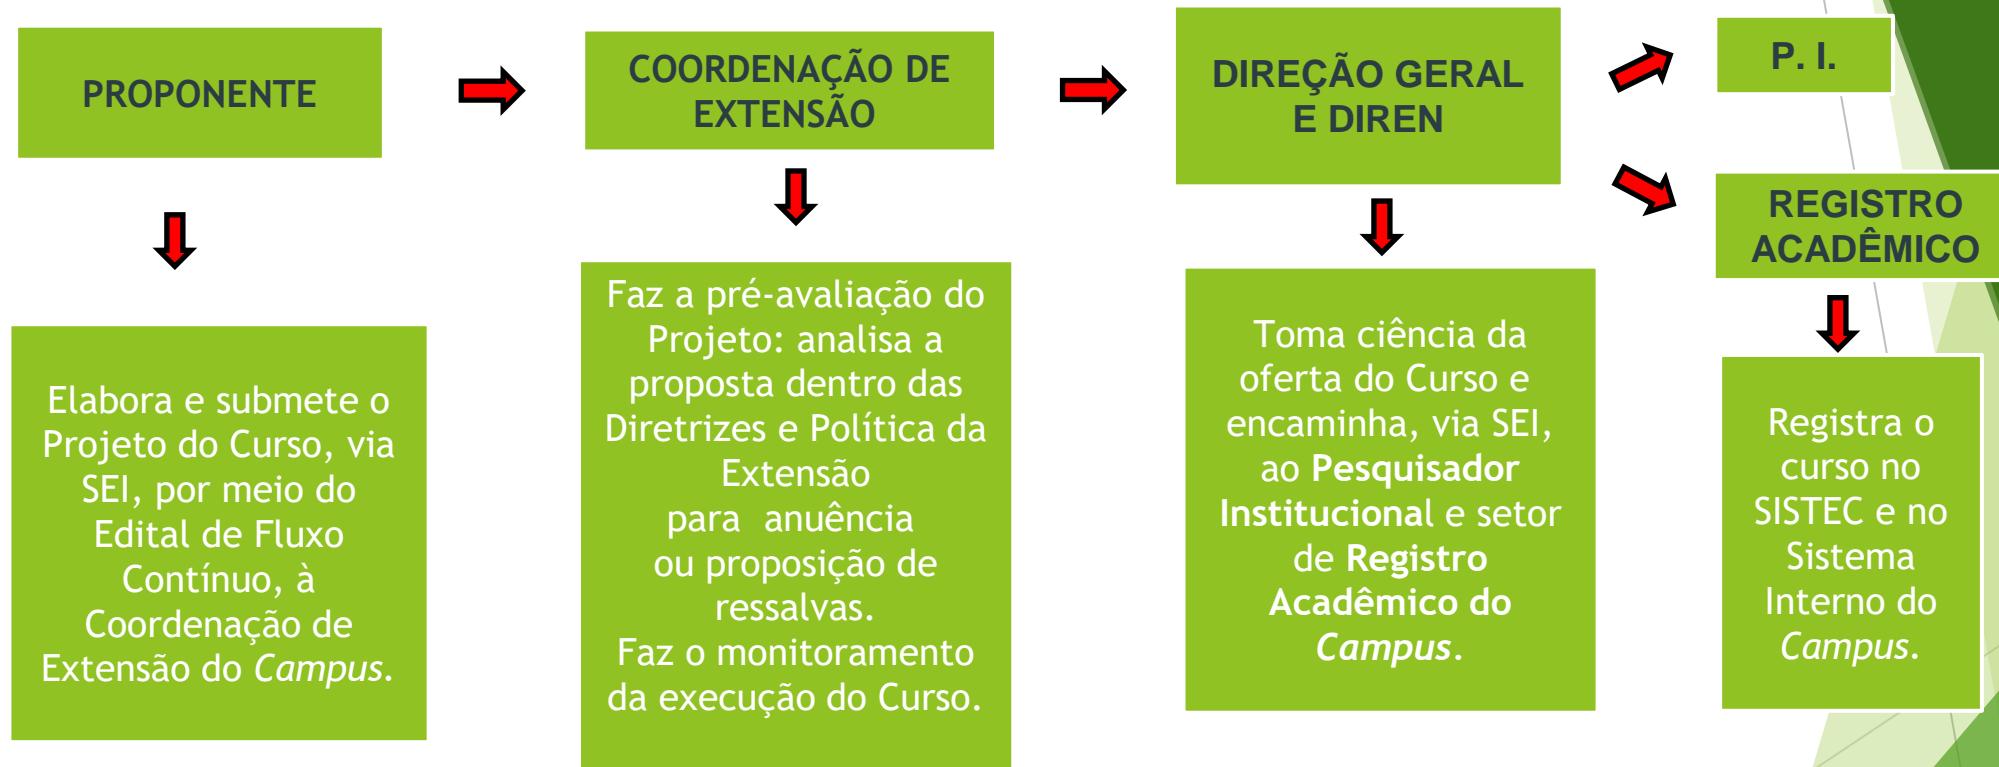 PROPONENTE
Elabora e submete o
Projeto do Curso, via
SEI, por meio do
Edital de Fluxo
Contínuo, à
Coordenação de
Extensão do Campus.
COORDENAÇÃO DE
EXTENSÃO
Faz a pré-avaliação do
Projeto: analisa a
proposta dentro das
Diretrizes e Política da
Extensão
para anuência
ou proposição de
ressalvas.
Faz o monitoramento
da execução do Curso.
DIREÇÃO GERAL
E DIREN
Toma ciência da
oferta do Curso e
encaminha, via SEI,
ao Pesquisador
Institucional e setor
de Registro
Acadêmico do
Campus.
P. I.
REGISTRO
ACADÊMICO
Registra o
curso no
SISTEC e no
Sistema
Interno do
Campus.